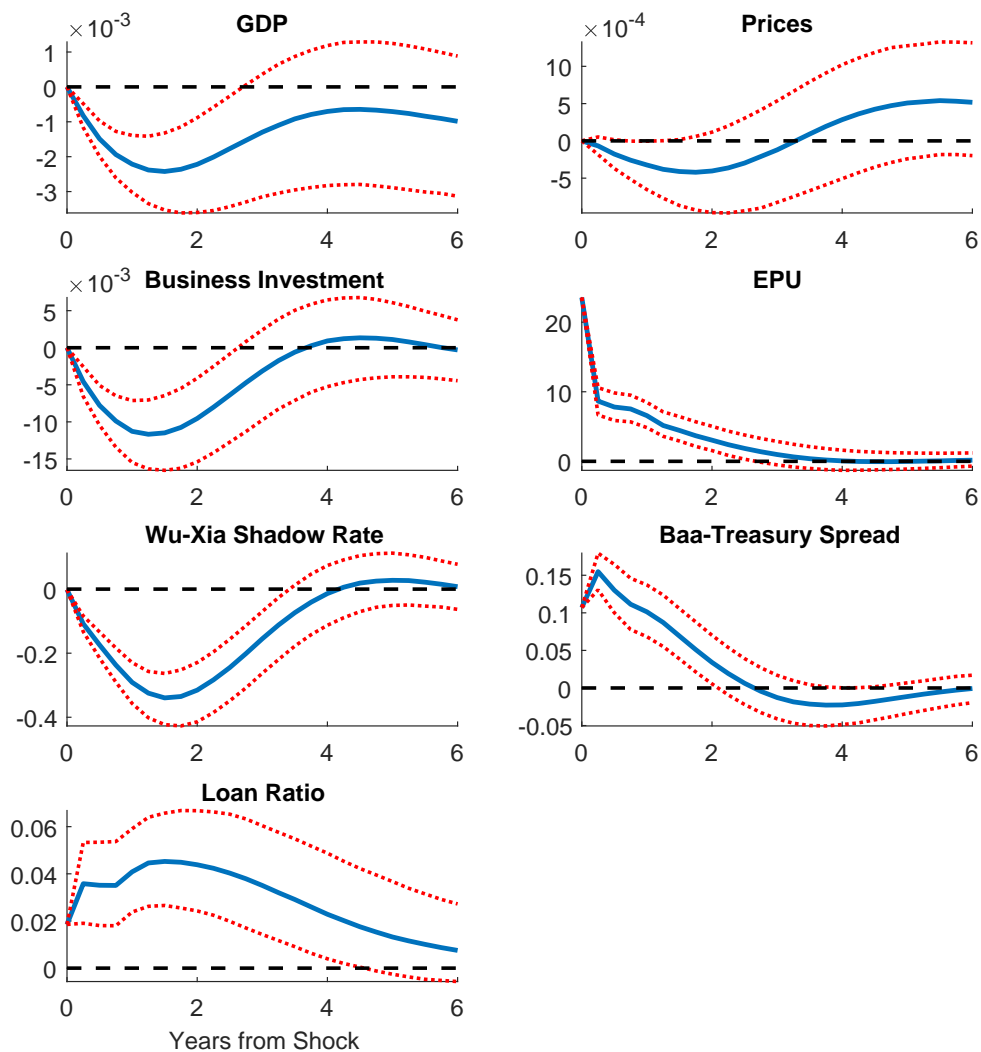 GDP
×10⁻³
1
0
-1
-2
-3
0 2 4 6
Prices
×10⁻⁴
10
5
0
-5
0 2 4 6
Business Investment
×10⁻³
5
0
-5
-10
-15
0 2 4 6
EPU
20
10
0
0 2 4 6
Wu-Xia Shadow Rate
0
-0.2
-0.4
0 2 4 6
Baa-Treasury Spread
0.15
0.1
0.05
0
-0.05
0 2 4 6
Loan Ratio
0.06
0.04
0.02
0
0 2 4 6
Years from Shock